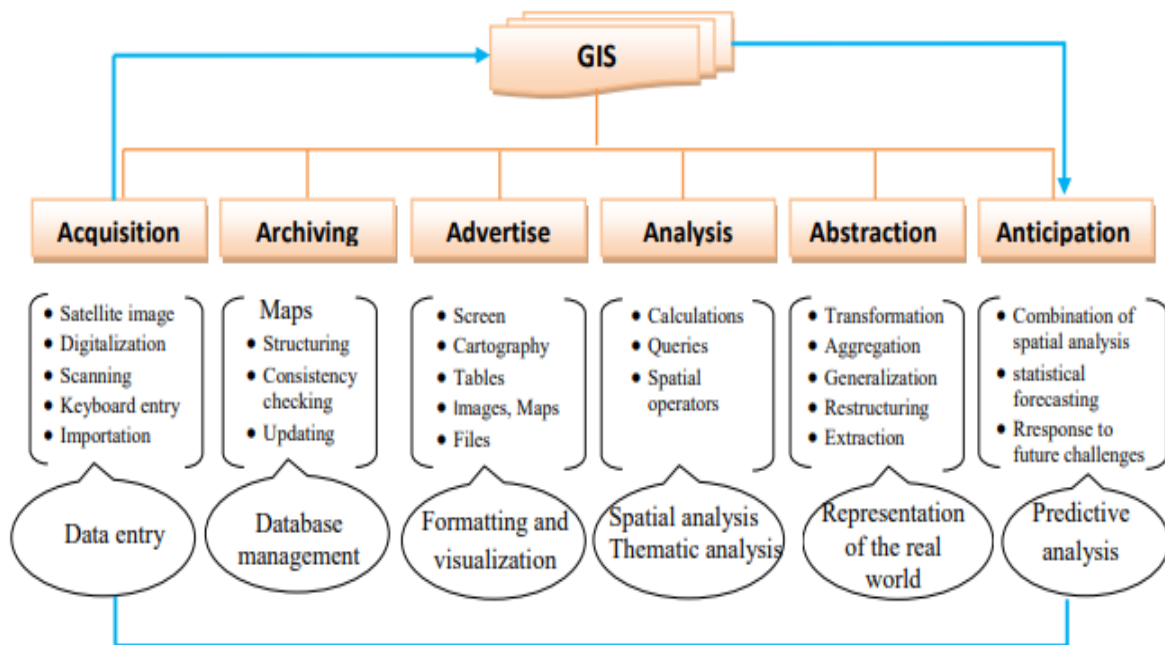 GIS
Acquisition
Archiving
Advertise
Analysis
Abstraction
Anticipation
• Satellite image
• Digitalization
• Scanning
• Keyboard entry
• Importation
Maps
• Structuring
• Consistency
checking
• Updating
• Screen
• Cartography
• Tables
• Images, Maps
• Files
• Calculations
• Queries
• Spatial
operators
• Transformation
• Aggregation
• Generalization
• Restructuring
• Extraction
• Combination of
spatial analysis
• statistical
forecasting
• Rresponse to
future challenges
Data entry
Database
management
Formatting and
visualization
Spatial analysis
Thematic analysis
Representation
of the real
world
Predictive
analysis